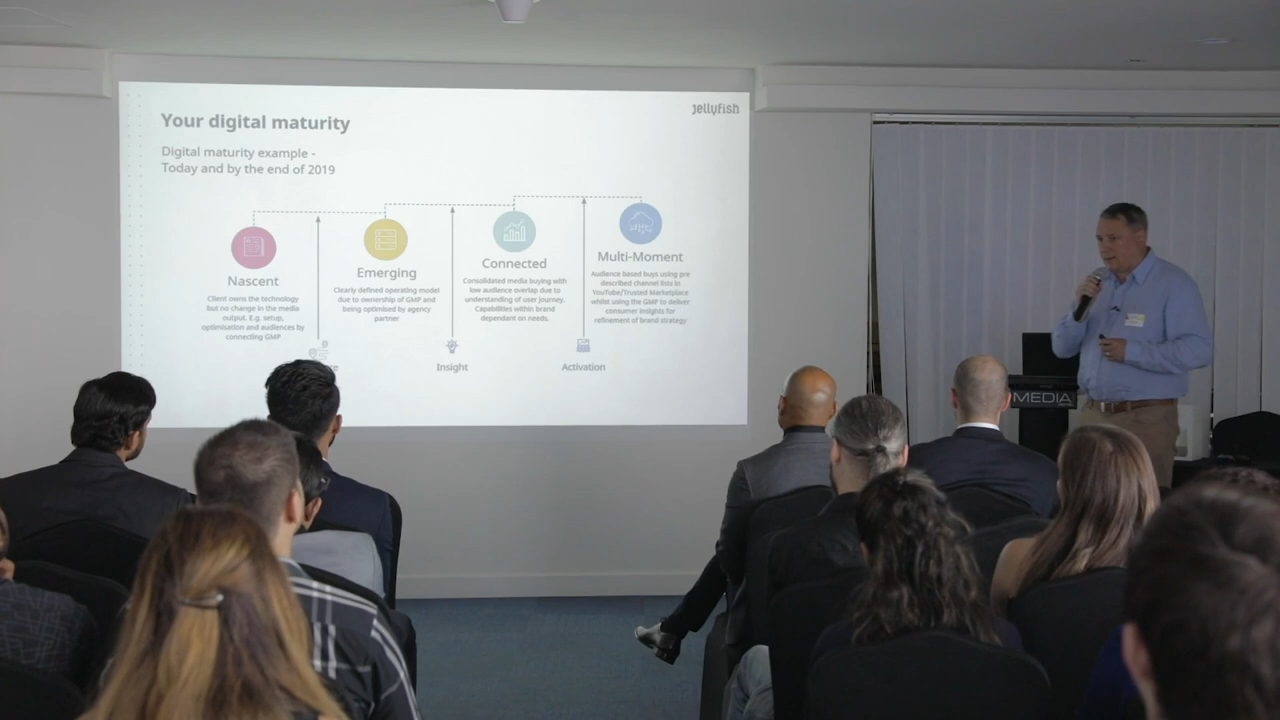 jellyfish
Your digital maturity
Digital maturity example -
Today and by the end of 2019
Nascent
Client owns the technology
but no change in the media
output. E.g. setup,
optimisation and audiences by
connecting GMP
Emerging
Clearly defined operating model
due to ownership of GMP and
being optimised by agency
partner
Connected
Consolidated media buying with
low audience overlap due to
understanding of user journey.
Capabilities within brand
dependant on needs.
Multi-Moment
Audience based buys using pre
described channel lists in
YouTube/Trusted Marketplace
whilst using the GMP to deliver
consumer insights for
refinement of brand strategy
Insight
Activation
MEDIA